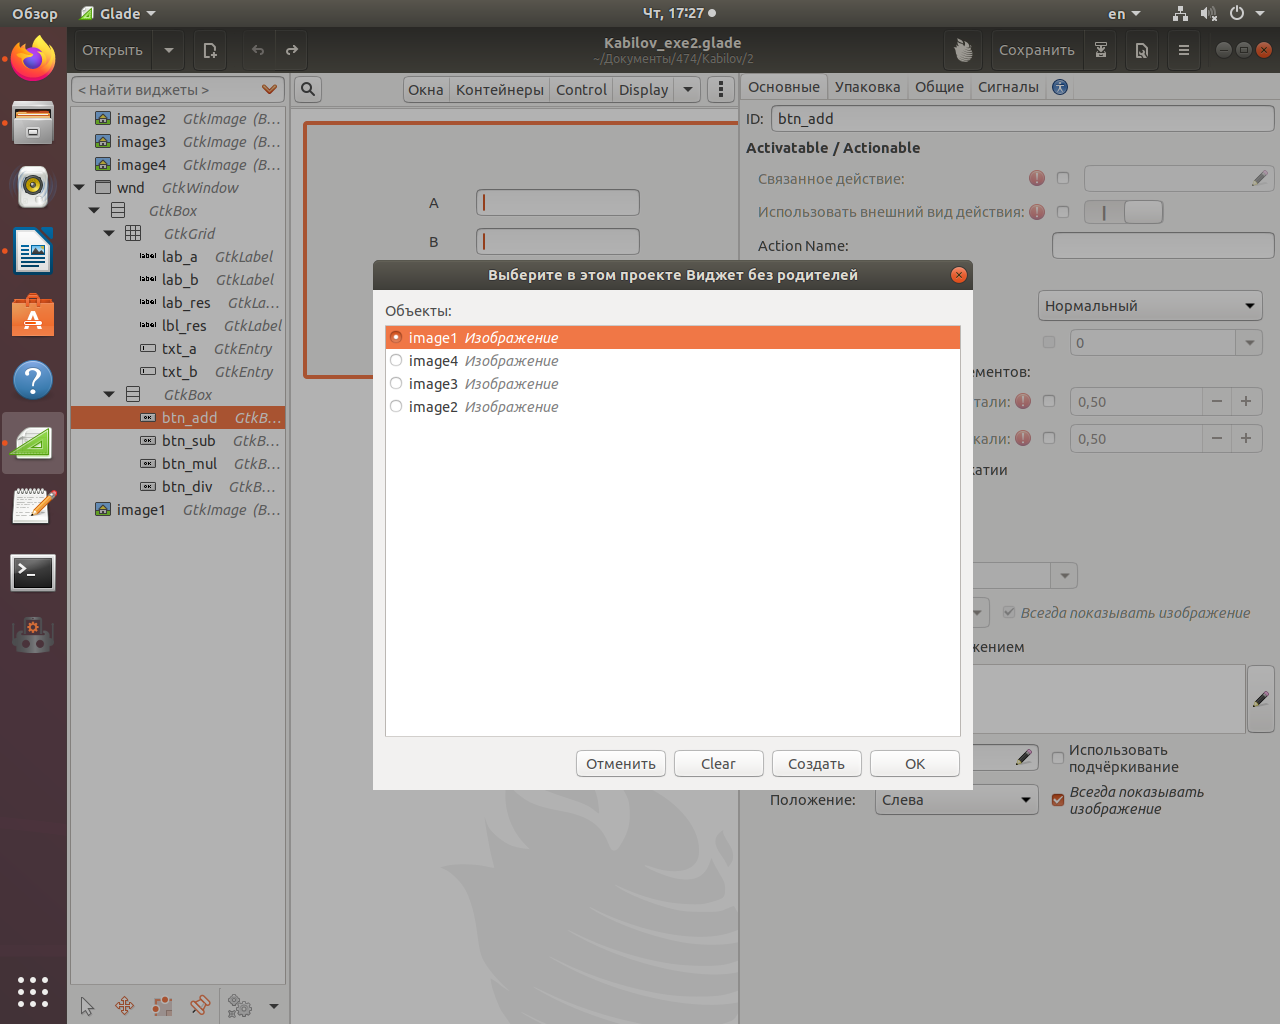 Обзор
Glade
Чт, 17:27
en
Открыть
Kabilov_exe2.glade
~/Документы/474/Kabilov/2
Сохранить
< Найти виджеты >
Окна
Контейнеры
Control
Display
Основные
Упаковка
Общие
Сигналы
image2 GtkImage (B...
image3 GtkImage (B...
image4 GtkImage (B...
wnd GtkWindow
GtkBox
GtkGrid
lab_a GtkLabel
lab_b GtkLabel
lab_res GtkLa...
lbl_res GtkLabel
txt_a GtkEntry
txt_b GtkEntry
GtkBox
btn_add GtkB...
btn_sub GtkB...
btn_mul GtkB...
btn_div GtkB...
image1 GtkImage (B...
A
B
ID: btn_add
Activatable / Actionable
Связанное действие:
Использовать внешний вид действия:
Action Name:
Нормальный
0
ементов:
тали: 0,50
кали: 0,50
катии
Всегда показывать изображение
жением
Использовать
подчёркивание
Положение: Слева
Всегда показывать
изображение
Выберите в этом проекте Виджет без родителей
Объекты:
image1 Изображение
image4 Изображение
image3 Изображение
image2 Изображение
Отменить
Clear
Создать
OK